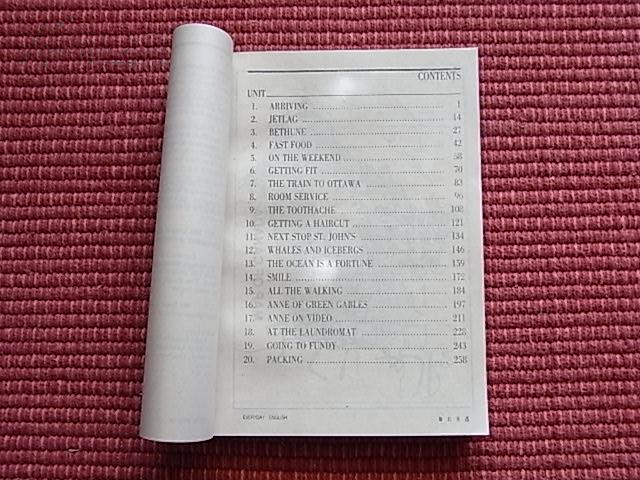 CONTENTS
UNIT
1. ARRIVING 1
2. JETLAG 14
3. BETHUNE 27
4. FAST FOOD 42
5. ON THE WEEKEND 58
6. GETTING FIT 70
7. THE TRAIN TO OTTAWA 83
8. ROOM SERVICE 96
9. THE TOOTHACHE 108
10. GETTING A HAIRCUT 121
11. NEXT STOP ST. JOHN'S 134
12. WHALES AND ICEBERGS 146
13. THE OCEAN IS A FORTUNE 159
14. SMILE 172
15. ALL THE WALKING 184
16. ANNE OF GREEN GABLES 197
17. ANNE ON VIDEO 211
18. AT THE LAUNDROMAT 228
19. GOING TO FUNDY 243
20. PACKING 258
EVERYDAY ENGLISH